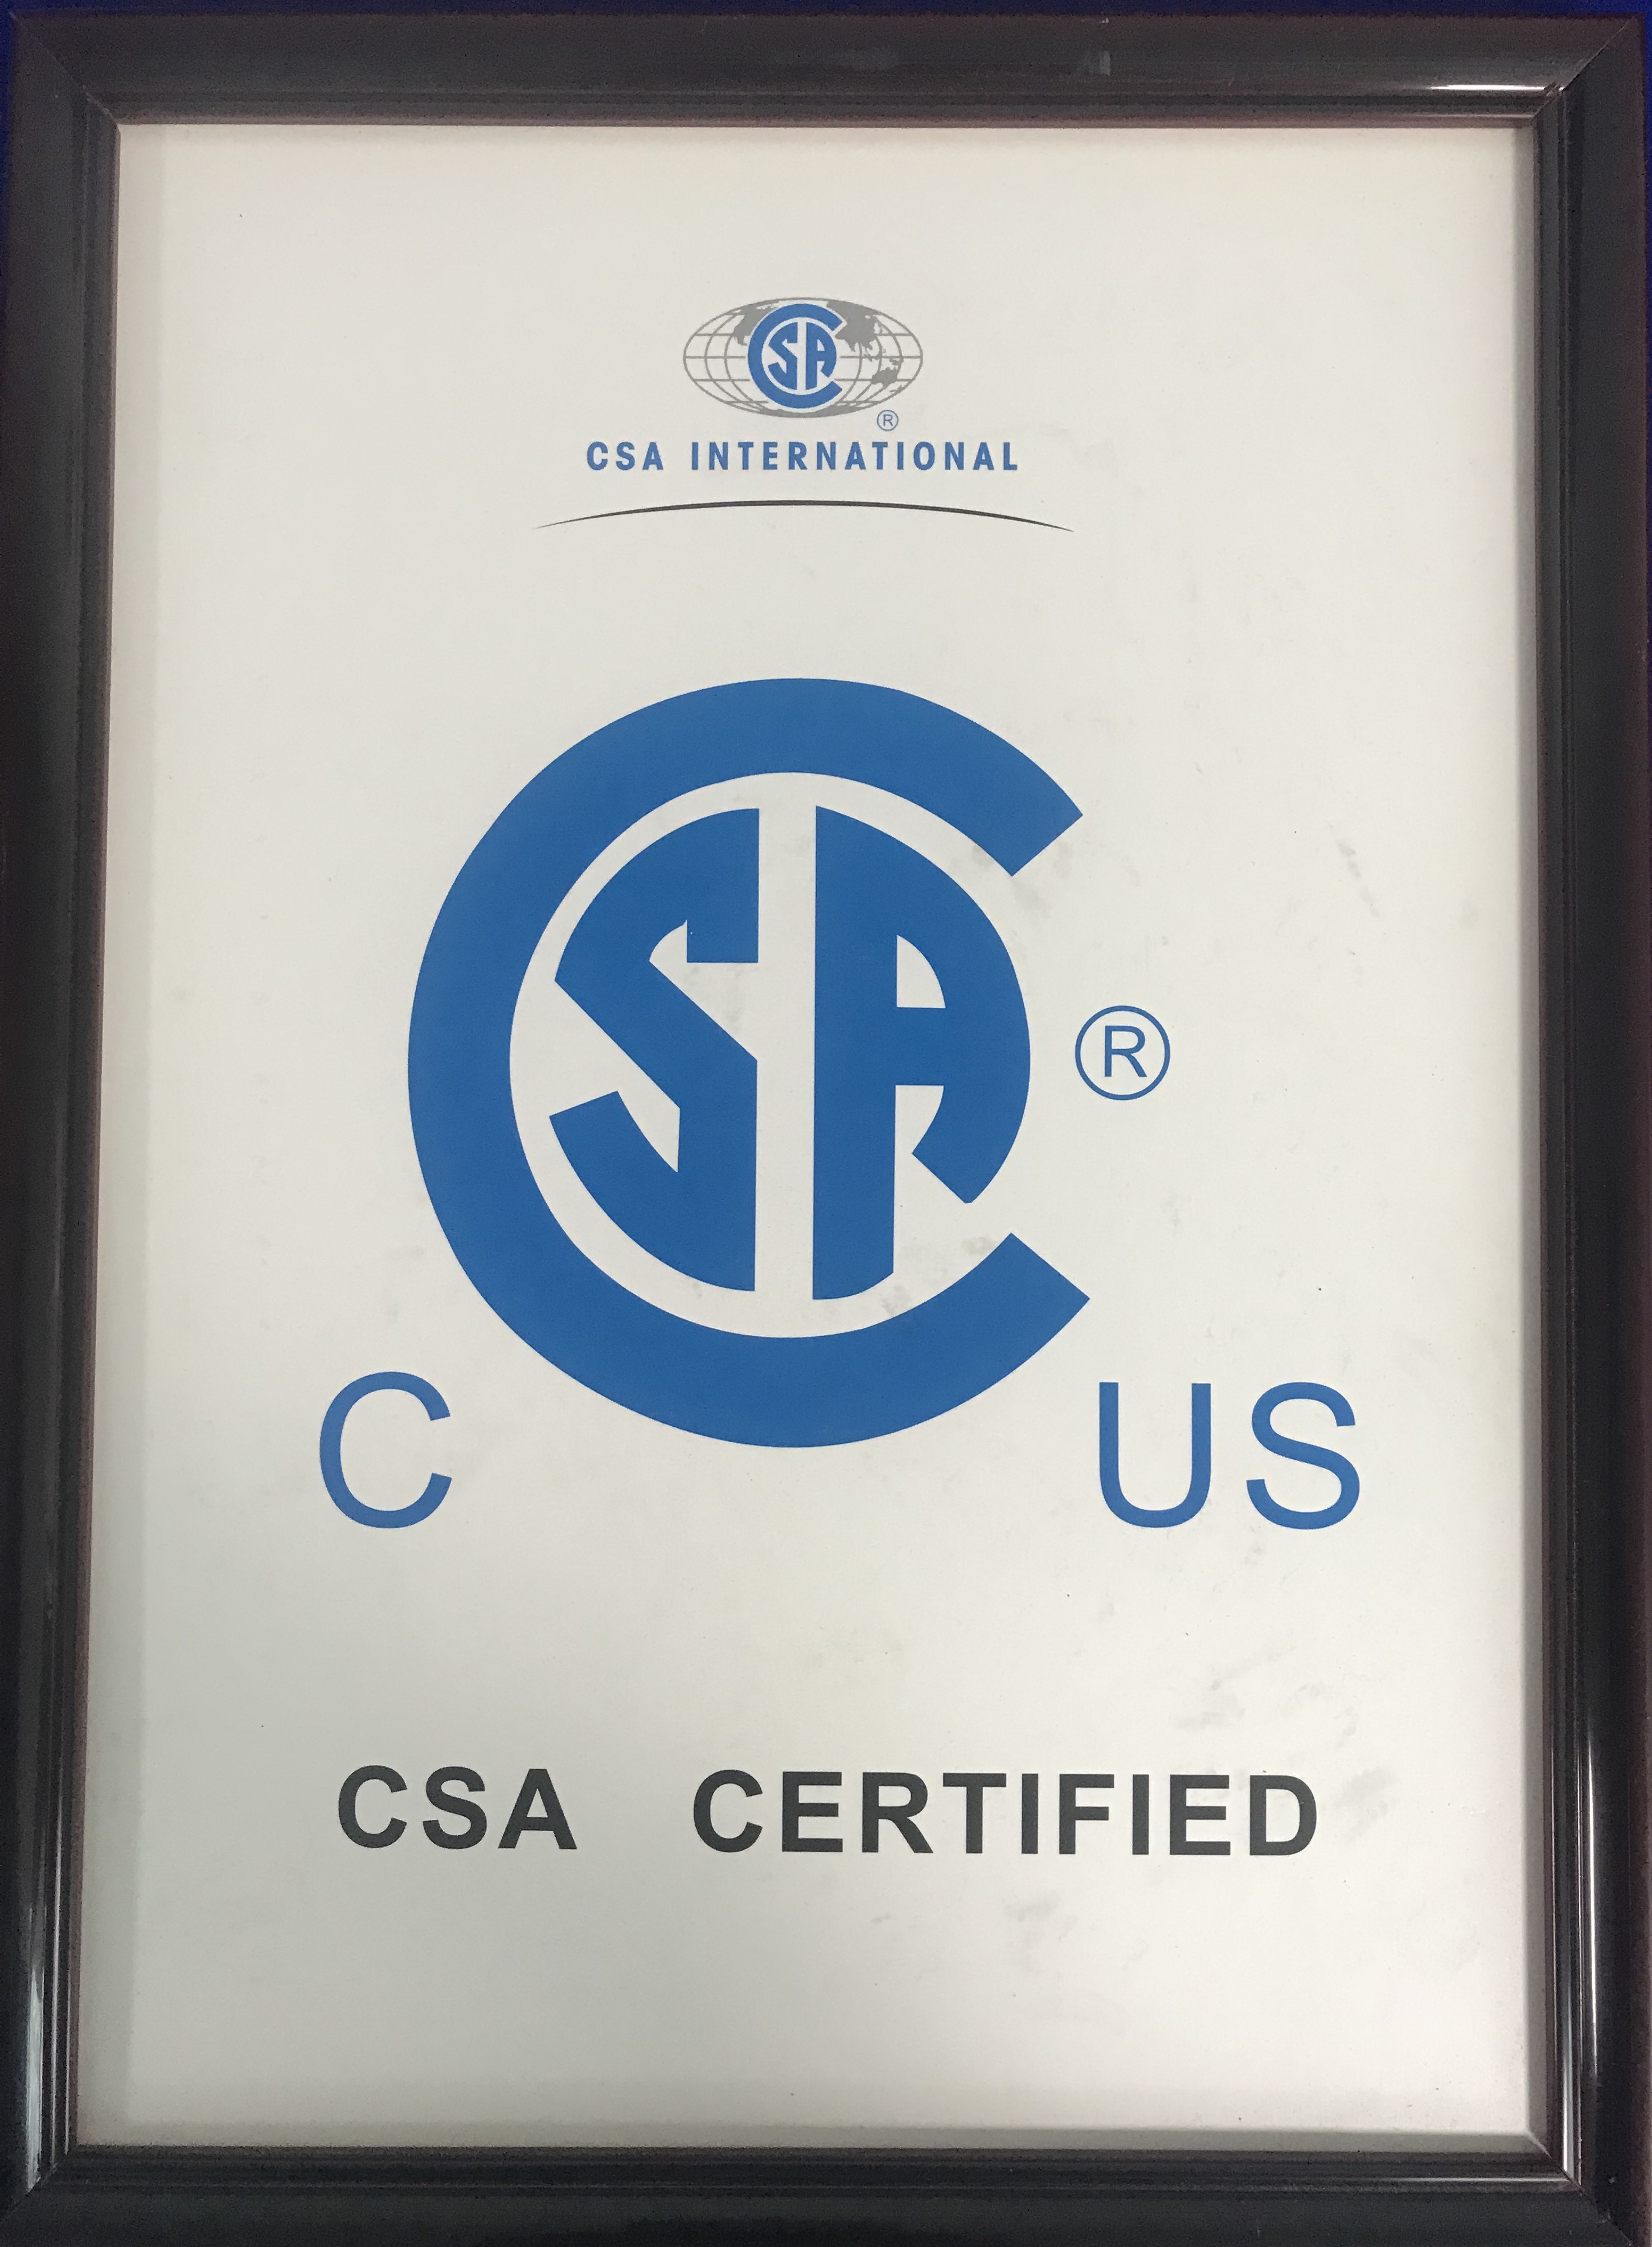 CSA
®
CSA INTERNATIONAL
CSA
®
C US
CSA CERTIFIED